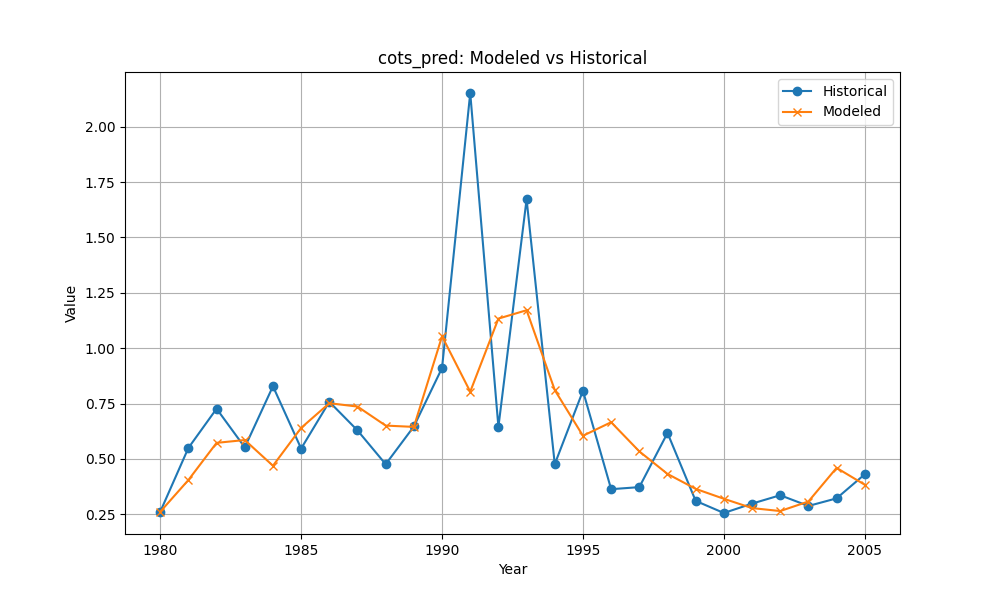 cots_pred: Modeled vs Historical
Historical
Modeled
Value
2.00
1.75
1.50
1.25
1.00
0.75
0.50
0.25
1980 1985 1990 1995 2000 2005
Year